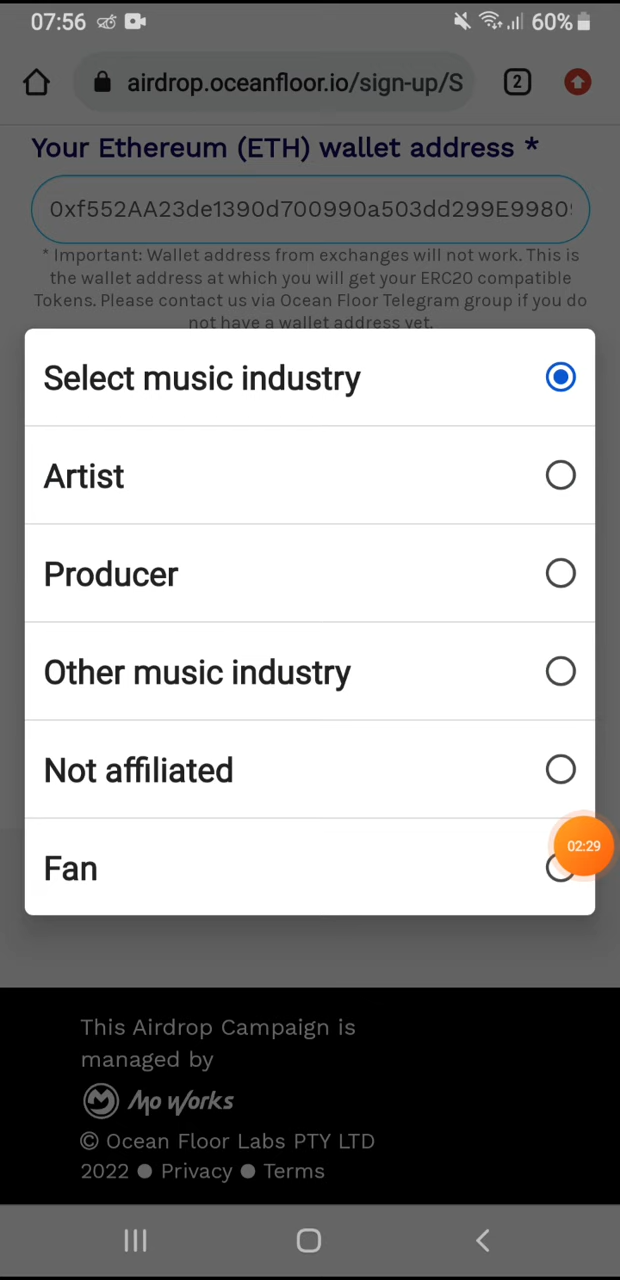 07:56
60%
airdrop.oceanfloor.io/sign-up/S
2
Your Ethereum (ETH) wallet address *
0xf552AA23de1390d700990a503dd299E9980
* Important: Wallet address from exchanges will not work. This is
the wallet address at which you will get your ERC20 compatible
Tokens. Please contact us via Ocean Floor Telegram group if you do
not have a wallet address yet.
Select music industry
Artist
Producer
Other music industry
Not affiliated
02:29
Fan
This Airdrop Campaign is
managed by
Mo Works
© Ocean Floor Labs PTY LTD
2022 ● Privacy ● Terms